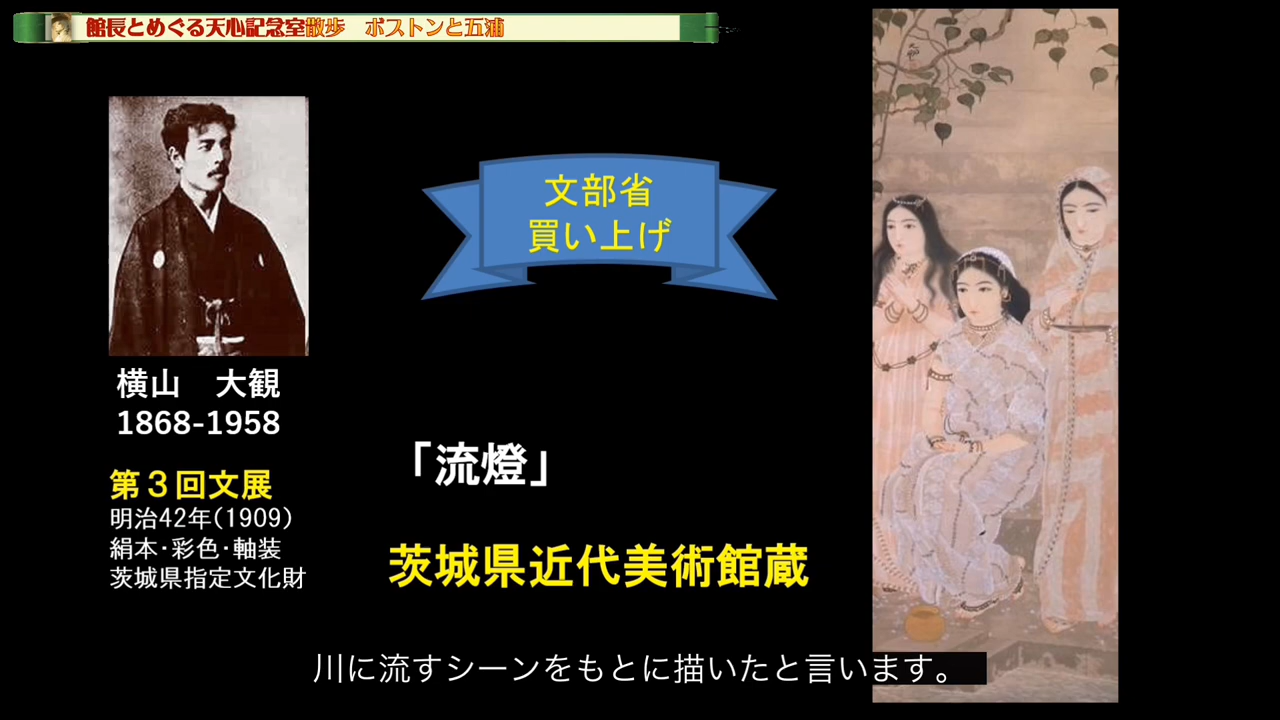 館長とめぐる天心記念室散歩　ボストンと五浦
文部省
買い上げ
横山　大観
1868-1958
第３回文展
明治42年(1909)
絹本･彩色･軸装
茨城県指定文化財
「流燈」
茨城県近代美術館蔵
川に流すシーンをもとに描いたと言います。